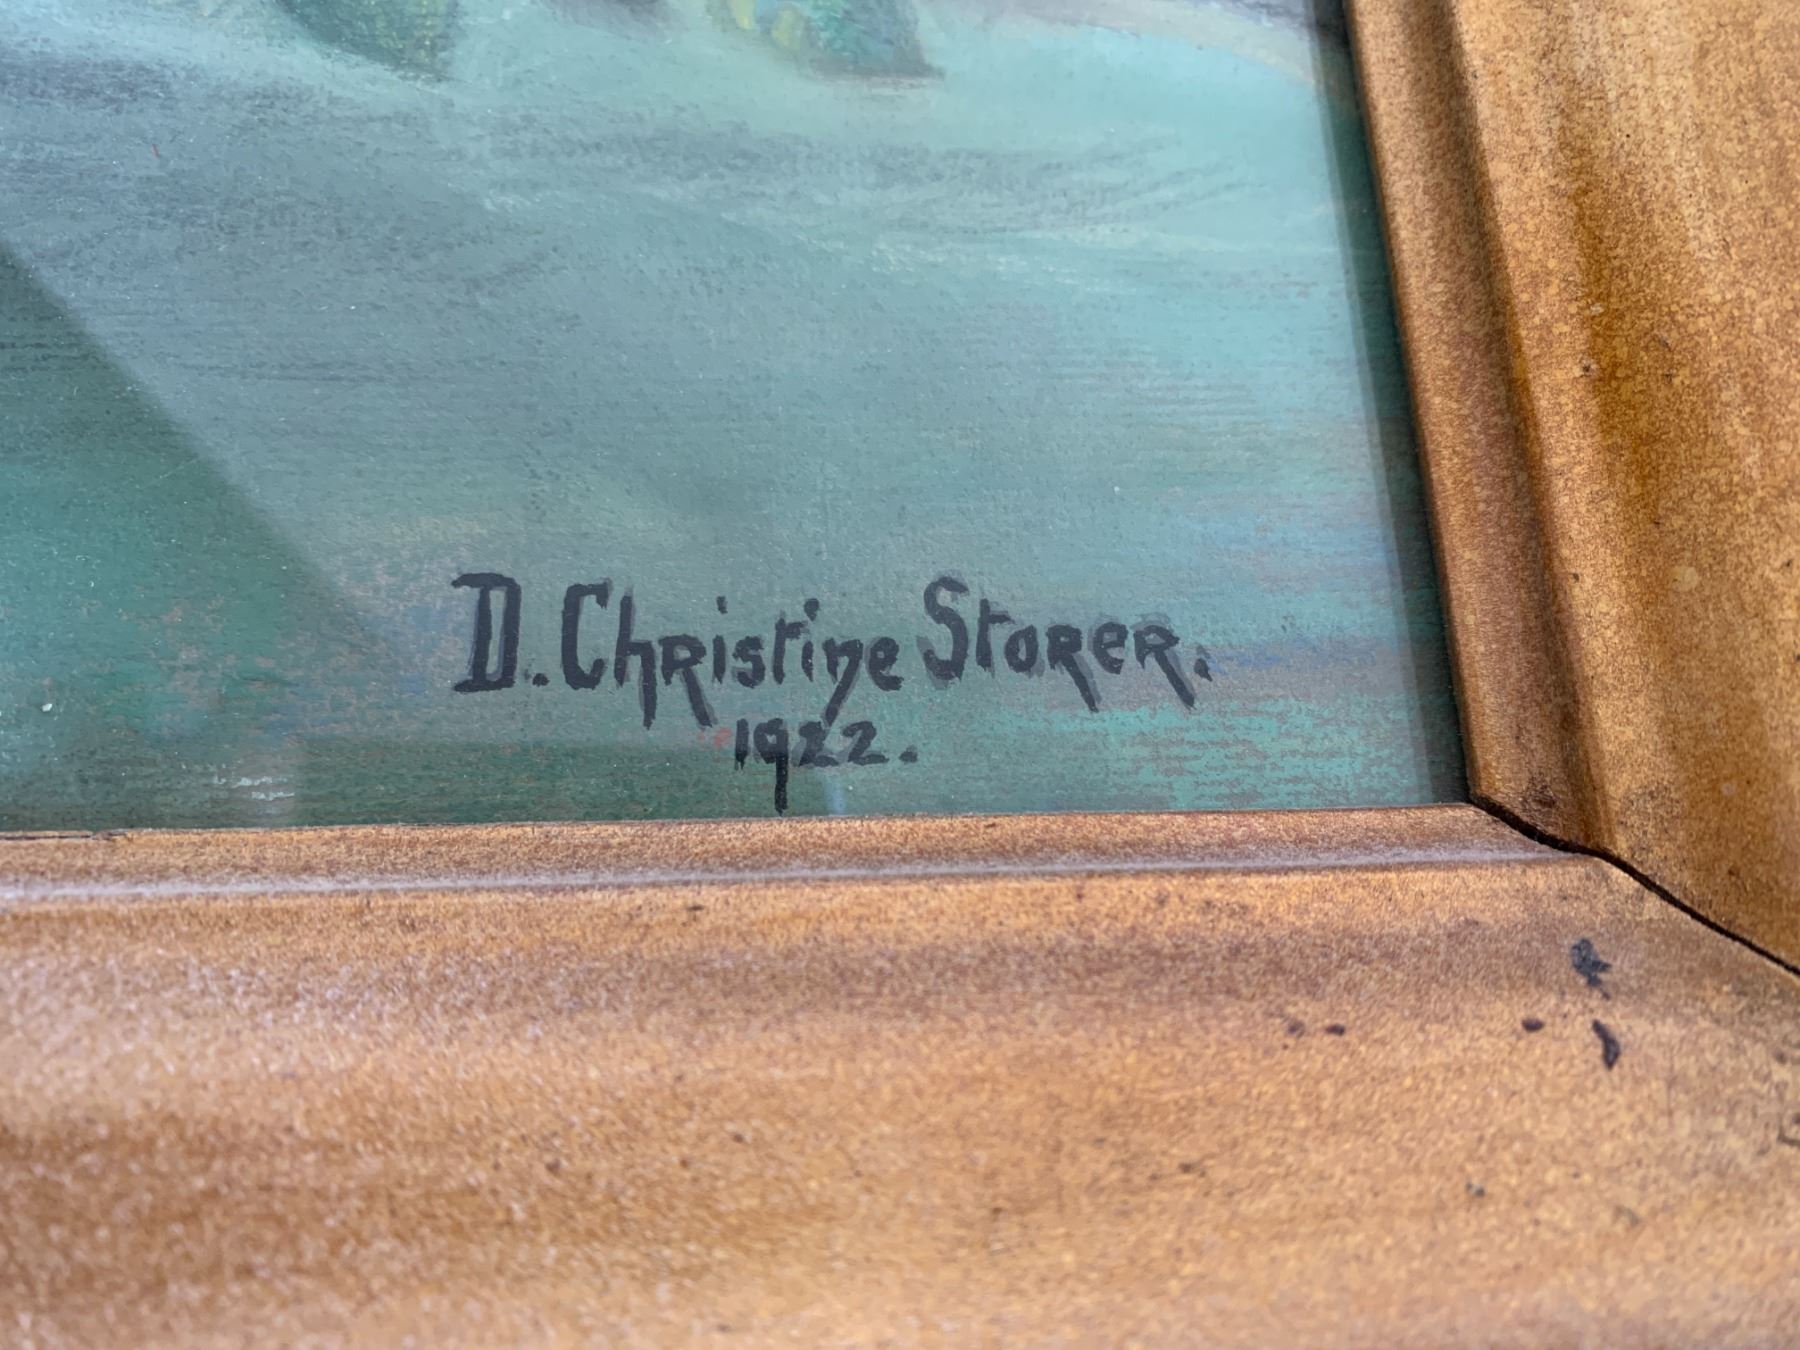 D. Christine Storer.
1922.